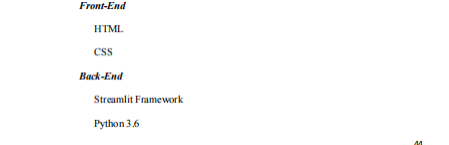 Front-End
HTML
CSS
Back-End
Streamlit Framework
Python 3.6